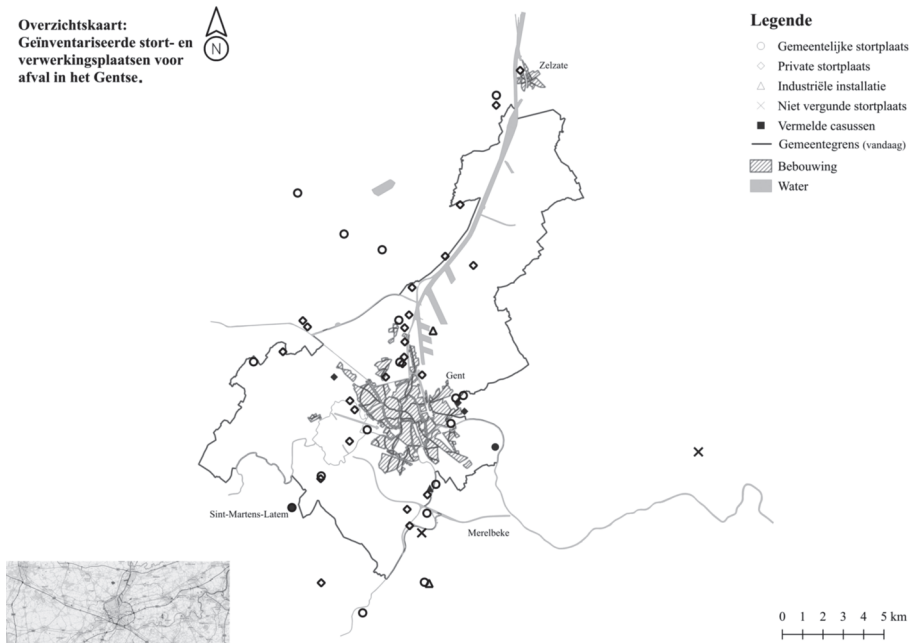 Overzichtskaart:
Geïnventariseerde stort- en
verwerkingsplaatsen voor
afval in het Gentse.
N
Legende
Gemeentelijke stortplaats
Private stortplaats
Industriële installatie
Niet vergunde stortplaats
Vermelde casussen
Gemeentegrens (vandaag)
Bebouwing
Water
Zelzate
Gent
Sint-Martens-Latem
Merelbeke
0 1 2 3 4 5 km